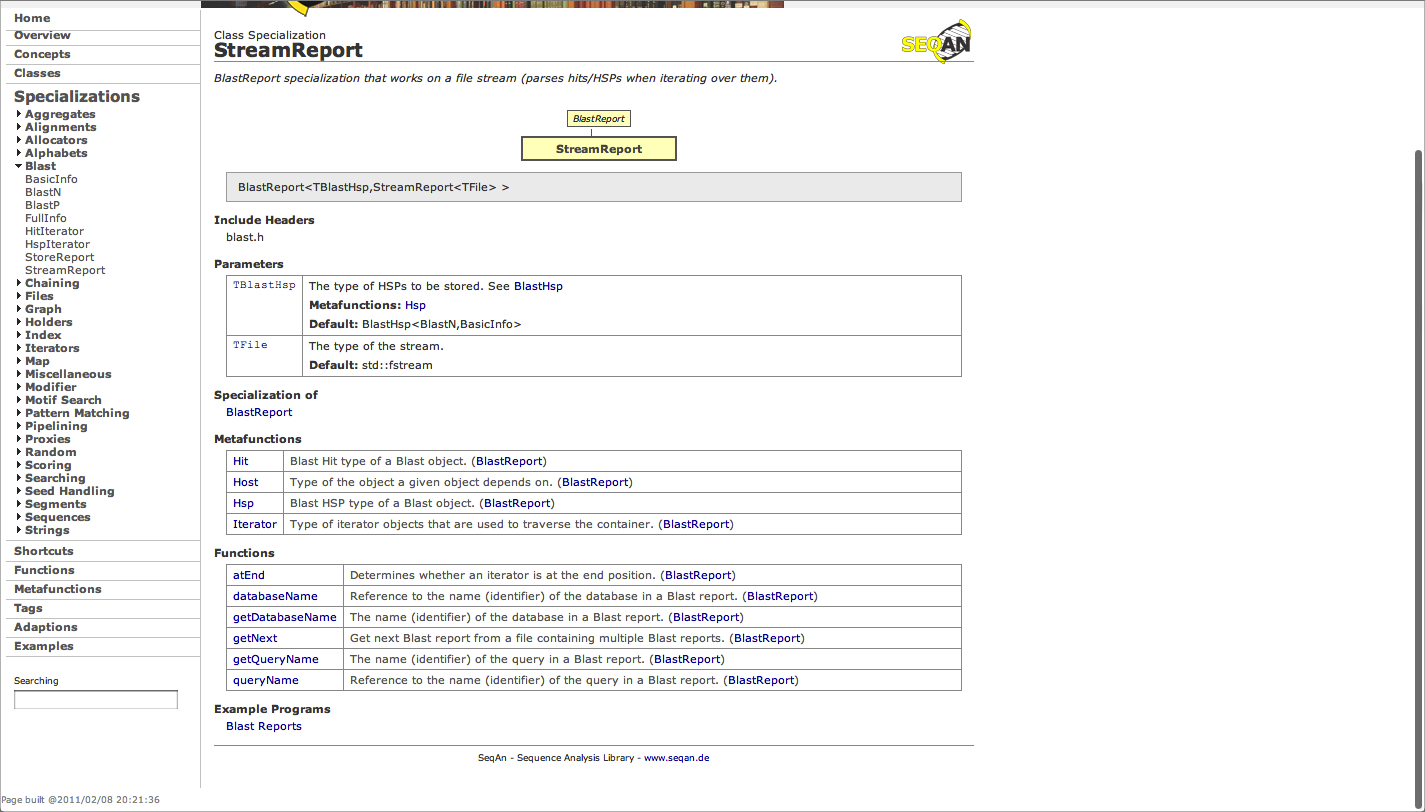 Home
Overview
Concepts
Classes
Specializations
Aggregates
Alignments
Allocators
Alphabets
Blast
BasicInfo
BlastN
BlastP
FullInfo
HitIterator
HspIterator
StoreReport
StreamReport
Chaining
Files
Graph
Holders
Index
Iterators
Map
Miscellaneous
Modifier
Motif Search
Pattern Matching
Pipelining
Proxies
Random
Scoring
Searching
Seed Handling
Segments
Sequences
Strings
Shortcuts
Functions
Metafunctions
Tags
Adaptions
Examples
Searching
Page built @2011/02/08 20:21:36
Class Specialization
StreamReport
SEQAN
BlastReport specialization that works on a file stream (parses hits/HSPs when iterating over them).
BlastReport
StreamReport
BlastReport<TBlastHsp,StreamReport<TFile> >
Include Headers
blast.h
Parameters
TBlastHsp The type of HSPs to be stored. See BlastHsp
Metafunctions: Hsp
Default: BlastHsp<BlastN,BasicInfo>
TFile The type of the stream.
Default: std::fstream
Specialization of
BlastReport
Metafunctions
Hit Blast Hit type of a Blast object. (BlastReport)
Host Type of the object a given object depends on. (BlastReport)
Hsp Blast HSP type of a Blast object. (BlastReport)
Iterator Type of iterator objects that are used to traverse the container. (BlastReport)
Functions
atEnd Determines whether an iterator is at the end position. (BlastReport)
databaseName Reference to the name (identifier) of the database in a Blast report. (BlastReport)
getDatabaseName The name (identifier) of the database in a Blast report. (BlastReport)
getNext Get next Blast report from a file containing multiple Blast reports. (BlastReport)
getQueryName The name (identifier) of the query in a Blast report. (BlastReport)
queryName Reference to the name (identifier) of the query in a Blast report. (BlastReport)
Example Programs
Blast Reports
SeqAn - Sequence Analysis Library - www.seqan.de